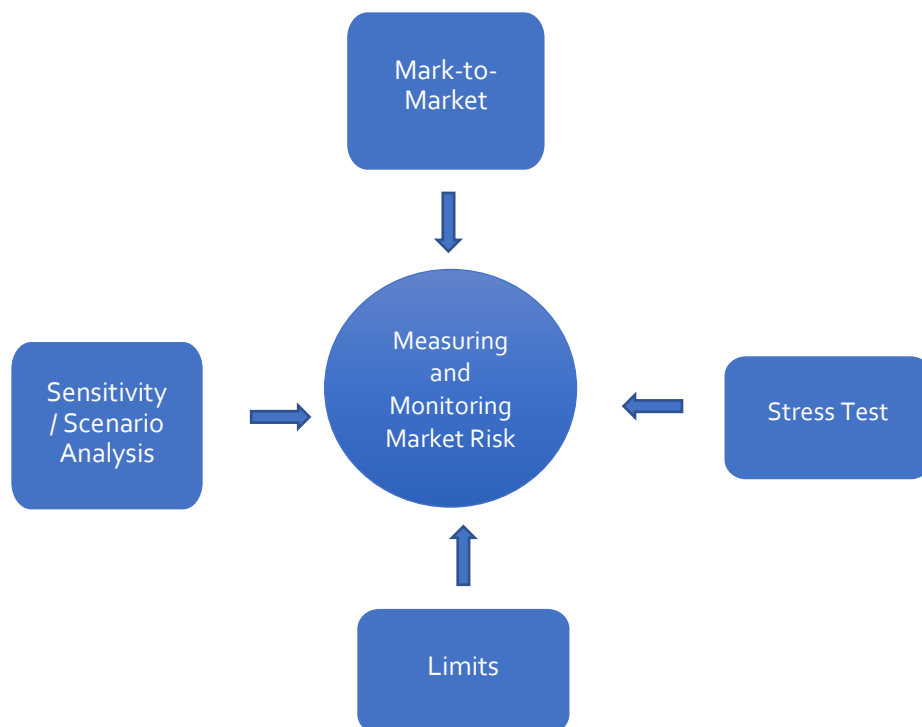 Mark-to-
Market
Measuring
and
Monitoring
Market Risk
Sensitivity
/ Scenario
Analysis
Stress Test
Limits